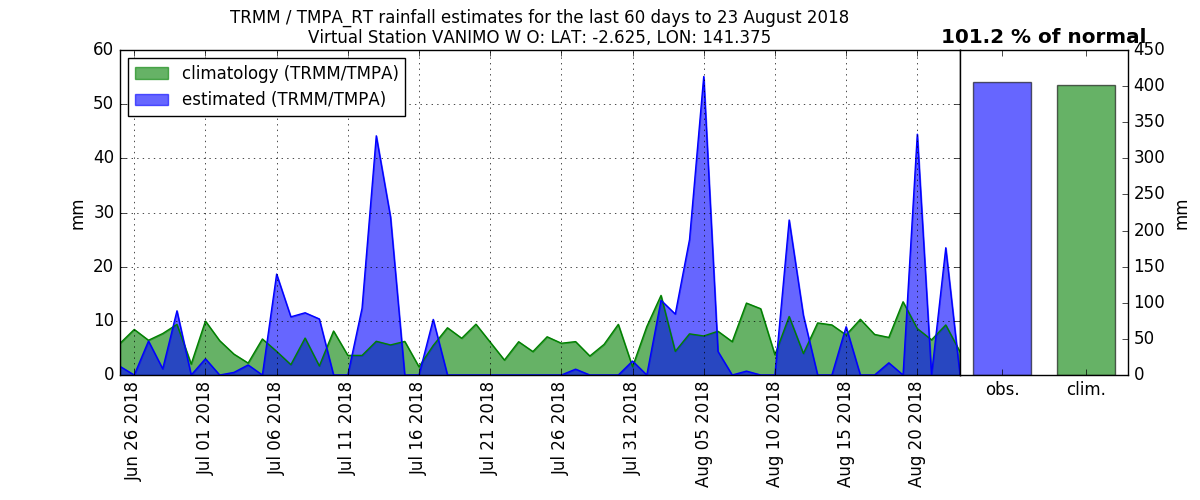 TRMM / TMPA_RT rainfall estimates for the last 60 days to 23 August 2018
Virtual Station VANIMO W O: LAT: -2.625, LON: 141.375
101.2 % of normal
climatology (TRMM/TMPA)
estimated (TRMM/TMPA)
60
50
40
30
20
10
0
mm
Jun 26 2018
Jul 01 2018
Jul 06 2018
Jul 11 2018
Jul 16 2018
Jul 21 2018
Jul 26 2018
Jul 31 2018
Aug 05 2018
Aug 10 2018
Aug 15 2018
Aug 20 2018
450
400
350
300
250
200
150
100
50
0
mm
obs.
clim.